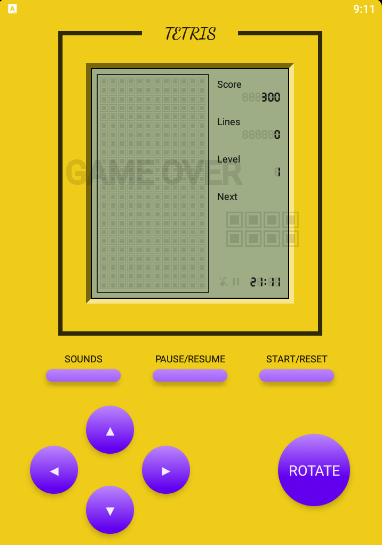 A
9:11
TETRIS
Score
300
Lines
0
GAME OVER
Level
1
Next
21:11
SOUNDS PAUSE/RESUME START/RESET
▲
◀ ▶
▼
ROTATE